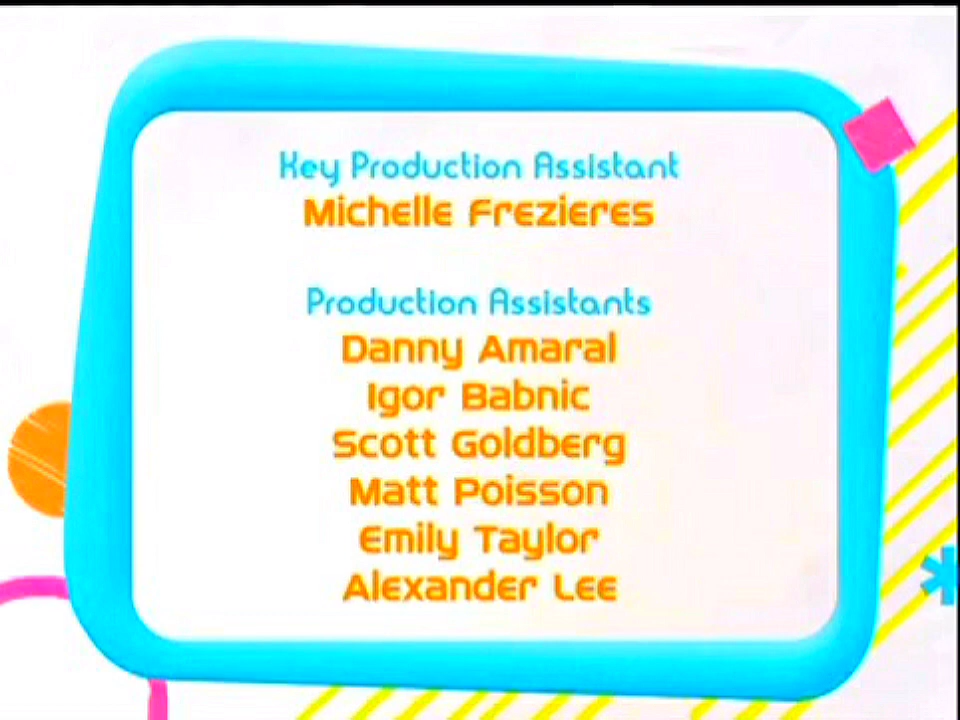 Key Production Assistant
Michelle Frezieres
Production Assistants
Danny Amaral
Igor Babnic
Scott Goldberg
Matt Poisson
Emily Taylor
Alexander Lee